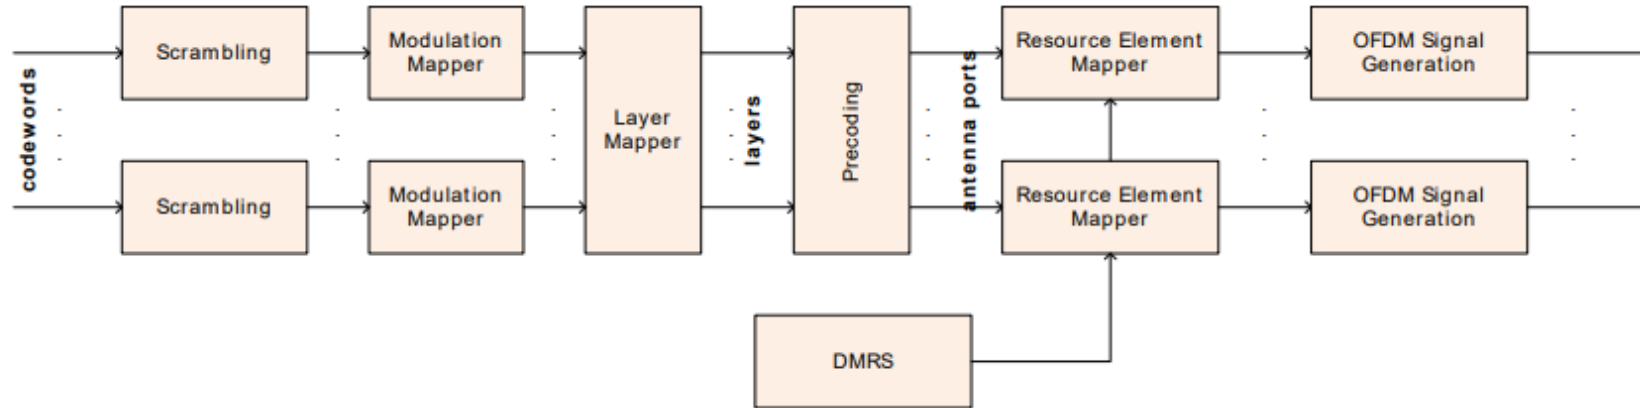 codewords
Scrambling
Modulation
Mapper
Layer
Mapper
layers
Precoding
antenna ports
Resource Element
Mapper
OFDM Signal
Generation
Scrambling
Modulation
Mapper
Resource Element
Mapper
OFDM Signal
Generation
DMRS